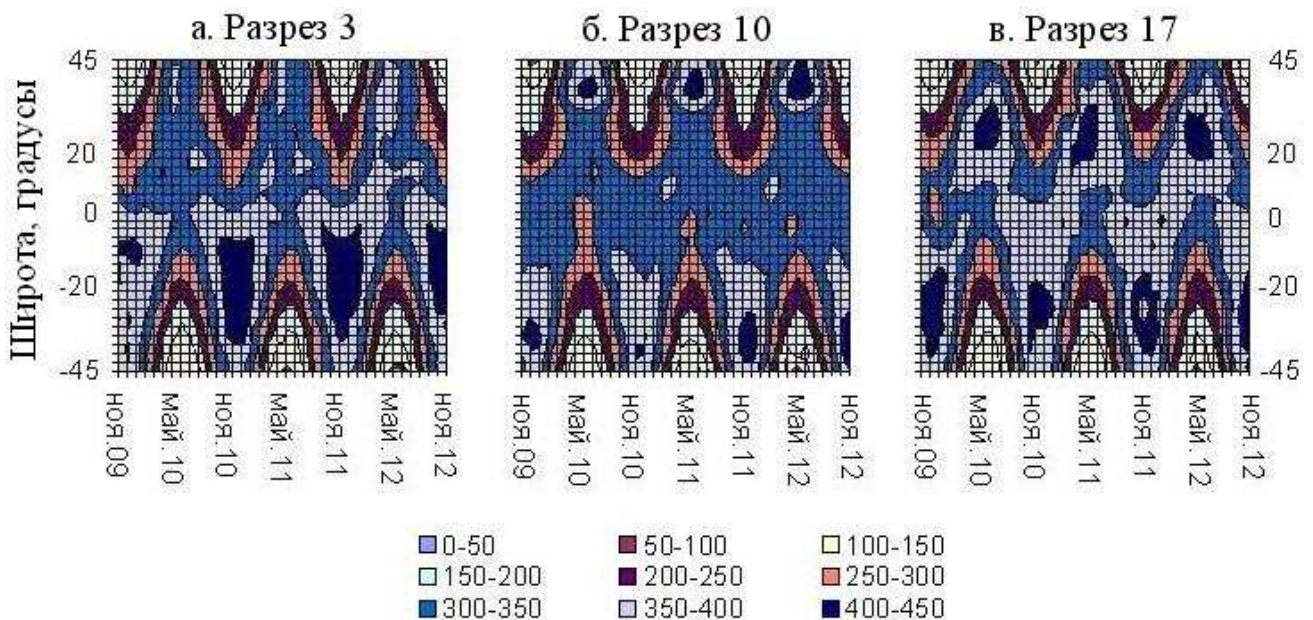 а. Разрез 3
б. Разрез 10
в. Разрез 17
Широта, градусы
45
20
0
-20
-45
45
20
0
-20
-45
ноя.09
май.10
ноя.10
май.11
ноя.11
май.12
ноя.12
ноя.09
май.10
ноя.10
май.11
ноя.11
май.12
ноя.12
ноя.09
май.10
ноя.10
май.11
ноя.11
май.12
ноя.12
0-50
50-100
100-150
150-200
200-250
250-300
300-350
350-400
400-450